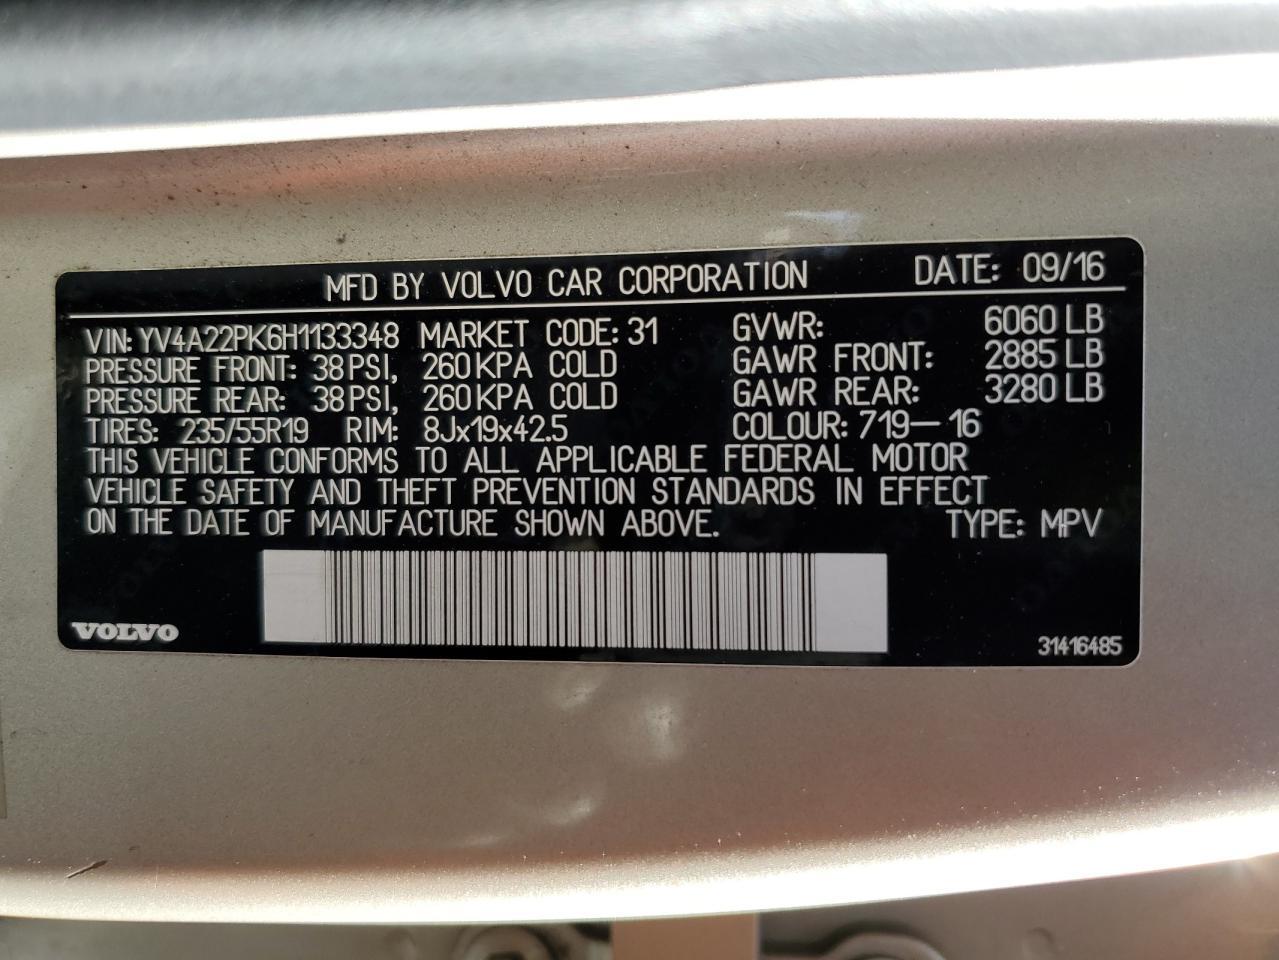 MFD BY VOLVO CAR CORPORATION DATE: 09/16
VIN: YV4A22PK6H1133348 MARKET CODE: 31 GVWR: 6060 LB
PRESSURE FRONT: 38 PSI, 260 KPA COLD GAWR FRONT: 2885 LB
PRESSURE REAR: 38 PSI, 260 KPA COLD GAWR REAR: 3280 LB
TIRES: 235/55R19 RIM: 8Jx19x42.5 COLOUR: 719-16
THIS VEHICLE CONFORMS TO ALL APPLICABLE FEDERAL MOTOR
VEHICLE SAFETY AND THEFT PREVENTION STANDARDS IN EFFECT
ON THE DATE OF MANUFACTURE SHOWN ABOVE. TYPE: MPV
VOLVO 31416485